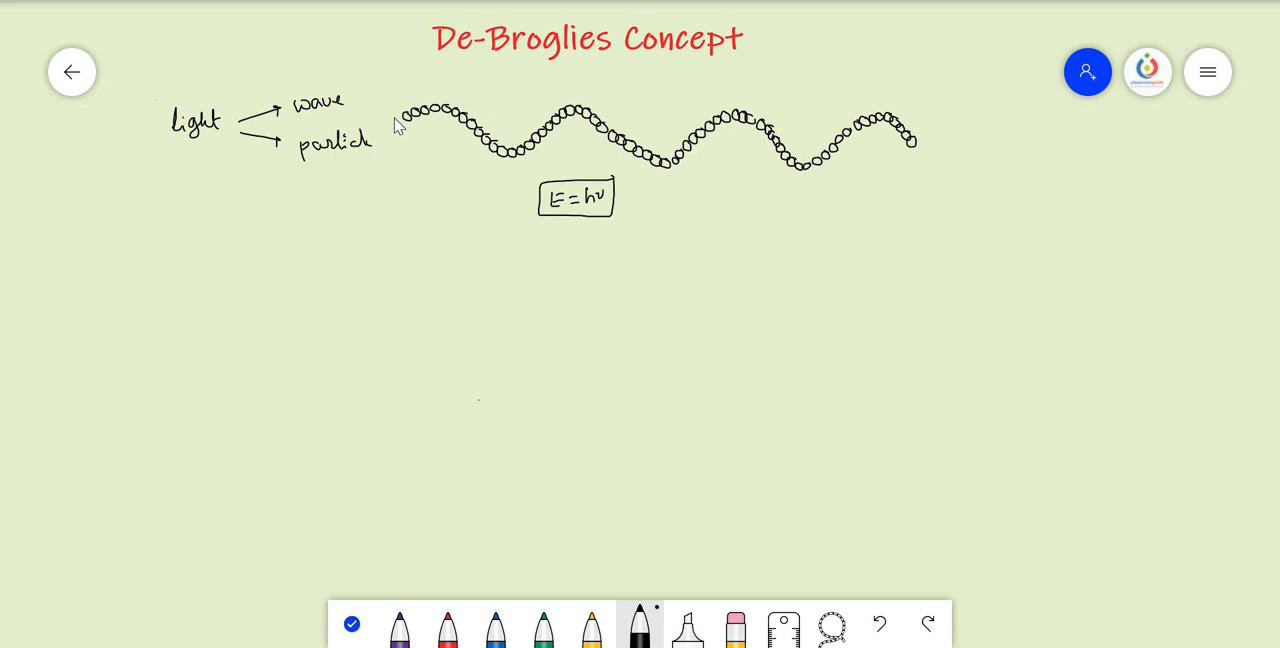 De-Broglies Concept
light
wave
particle
E = hν